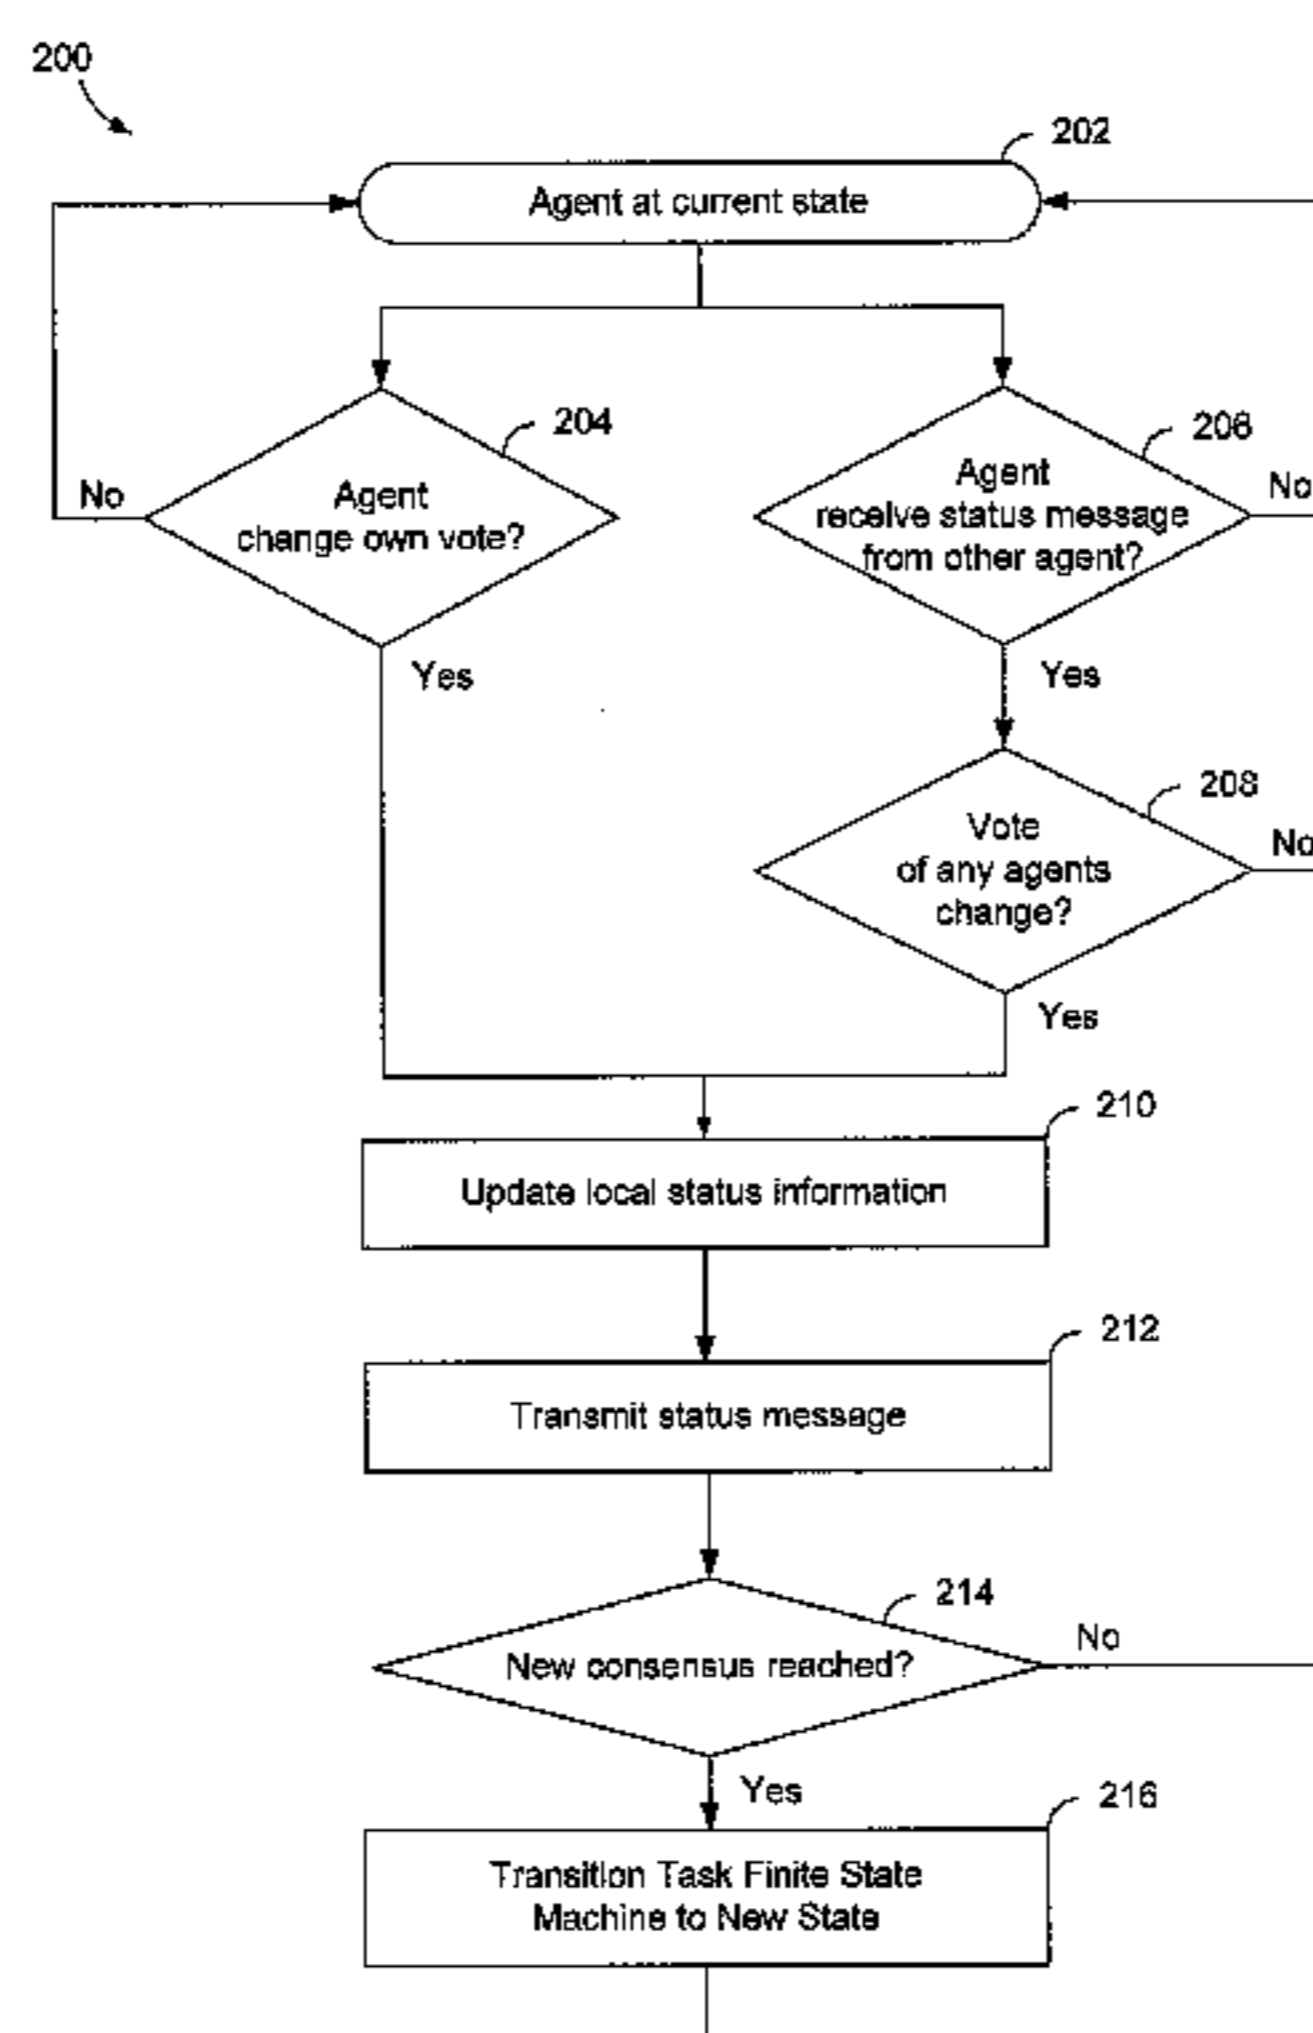 200
202
Agent at current state
204
206
Agent
change own vote?
No
Agent
receive status message
from other agent?
No
Yes
Yes
208
Vote
of any agents
change?
No
Yes
210
Update local status information
212
Transmit status message
214
New consensus reached?
No
Yes
216
Transition Task Finite State
Machine to New State